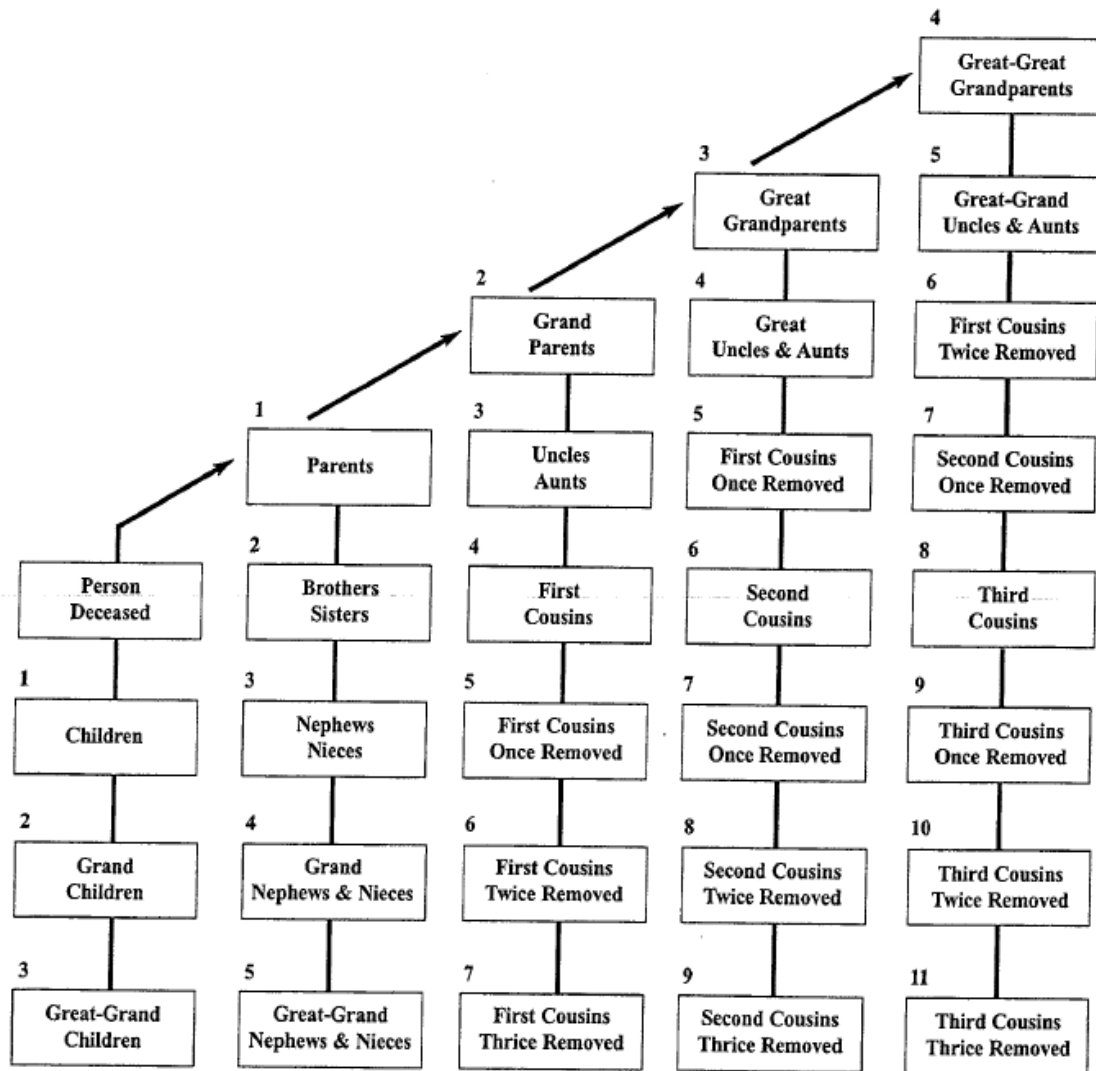 4
Great-Great
Grandparents
3
Great
Grandparents
5
Great-Grand
Uncles & Aunts
2
Grand
Parents
4
Great
Uncles & Aunts
6
First Cousins
Twice Removed
1
Parents
3
Uncles
Aunts
5
First Cousins
Once Removed
7
Second Cousins
Once Removed
Person
Deceased
2
Brothers
Sisters
4
First
Cousins
6
Second
Cousins
8
Third
Cousins
1
Children
3
Nephews
Nieces
5
First Cousins
Once Removed
7
Second Cousins
Once Removed
9
Third Cousins
Once Removed
2
Grand
Children
4
Grand
Nephews & Nieces
6
First Cousins
Twice Removed
8
Second Cousins
Twice Removed
10
Third Cousins
Twice Removed
3
Great-Grand
Children
5
Great-Grand
Nephews & Nieces
7
First Cousins
Thrice Removed
9
Second Cousins
Thrice Removed
11
Third Cousins
Thrice Removed